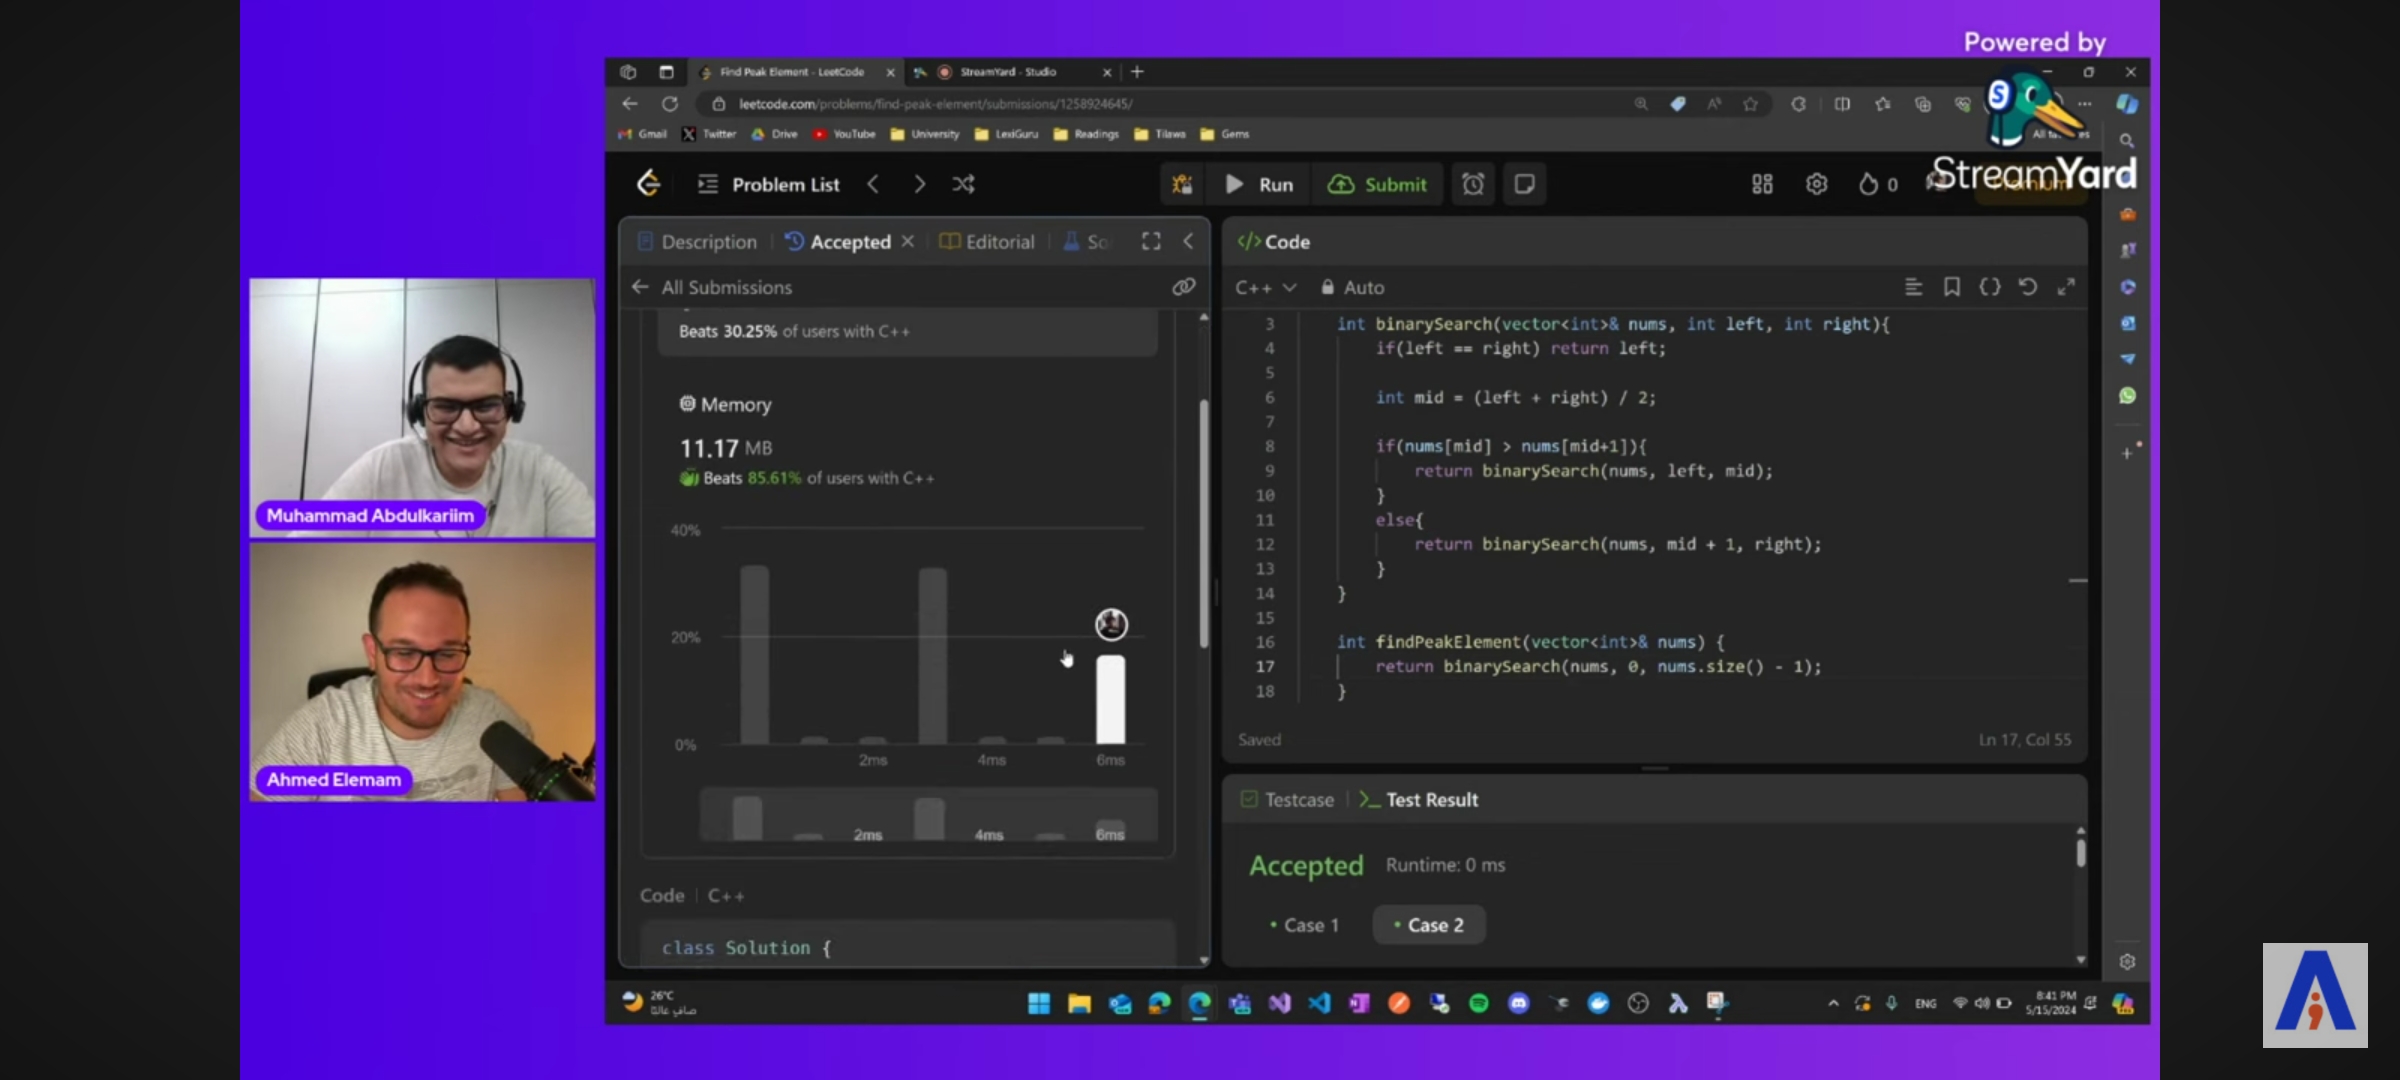 Powered by
StreamYard
Find Peak Element - LeetCode
StreamYard - Studio
leetcode.com/problems/find-peak-element/submissions/1258924645/
Gmail
Twitter
Drive
YouTube
University
LexiGuru
Readings
Tilawa
Gems
Problem List
Run
Submit
0
Description
Accepted
Editorial
So
All Submissions
Beats 30.25% of users with C++
Memory
11.17 MB
Beats 85.61% of users with C++
40%
20%
0%
2ms
4ms
6ms
2ms
4ms
6ms
Code | C++
class Solution {
</> Code
C++
Auto
3 int binarySearch(vector<int>& nums, int left, int right){
4 if(left == right) return left;
5
6 int mid = (left + right) / 2;
7
8 if(nums[mid] > nums[mid+1]){
9 return binarySearch(nums, left, mid);
10 }
11 else{
12 return binarySearch(nums, mid + 1, right);
13 }
14 }
15
16 int findPeakElement(vector<int>& nums) {
17 return binarySearch(nums, 0, nums.size() - 1);
18 }
Saved
Ln 17, Col 55
Testcase
>_ Test Result
Accepted
Runtime: 0 ms
• Case 1
• Case 2
Muhammad Abdulkariim
Ahmed Elemam
26°C
صافي غالبًا
ENG
8:41 PM
5/15/2024